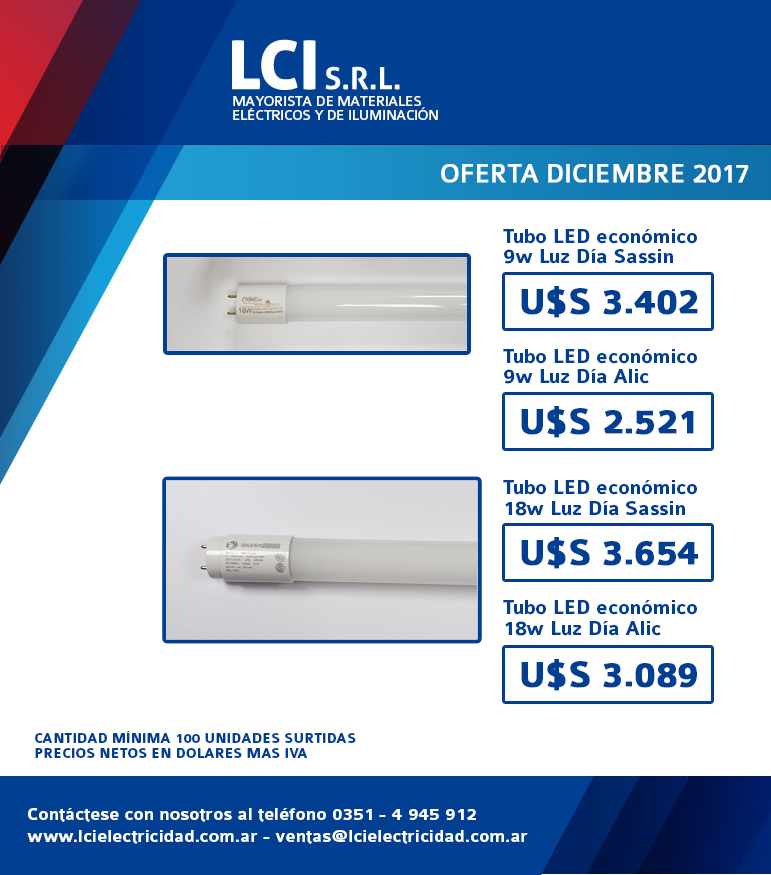 LCI S.R.L.
MAYORISTA DE MATERIALES
ELÉCTRICOS Y DE ILUMINACIÓN
OFERTA DICIEMBRE 2017
Tubo LED económico
9w Luz Día Sassin
U$S 3.402
18W
Tubo LED económico
9w Luz Día Alic
U$S 2.521
Tubo LED económico
18w Luz Día Sassin
U$S 3.654
Tubo LED económico
18w Luz Día Alic
U$S 3.089
CANTIDAD MÍNIMA 100 UNIDADES SURTIDAS
PRECIOS NETOS EN DOLARES MAS IVA
Contáctese con nosotros al teléfono 0351 - 4 945 912
www.lcielectricidad.com.ar - ventas@lcielectricidad.com.ar